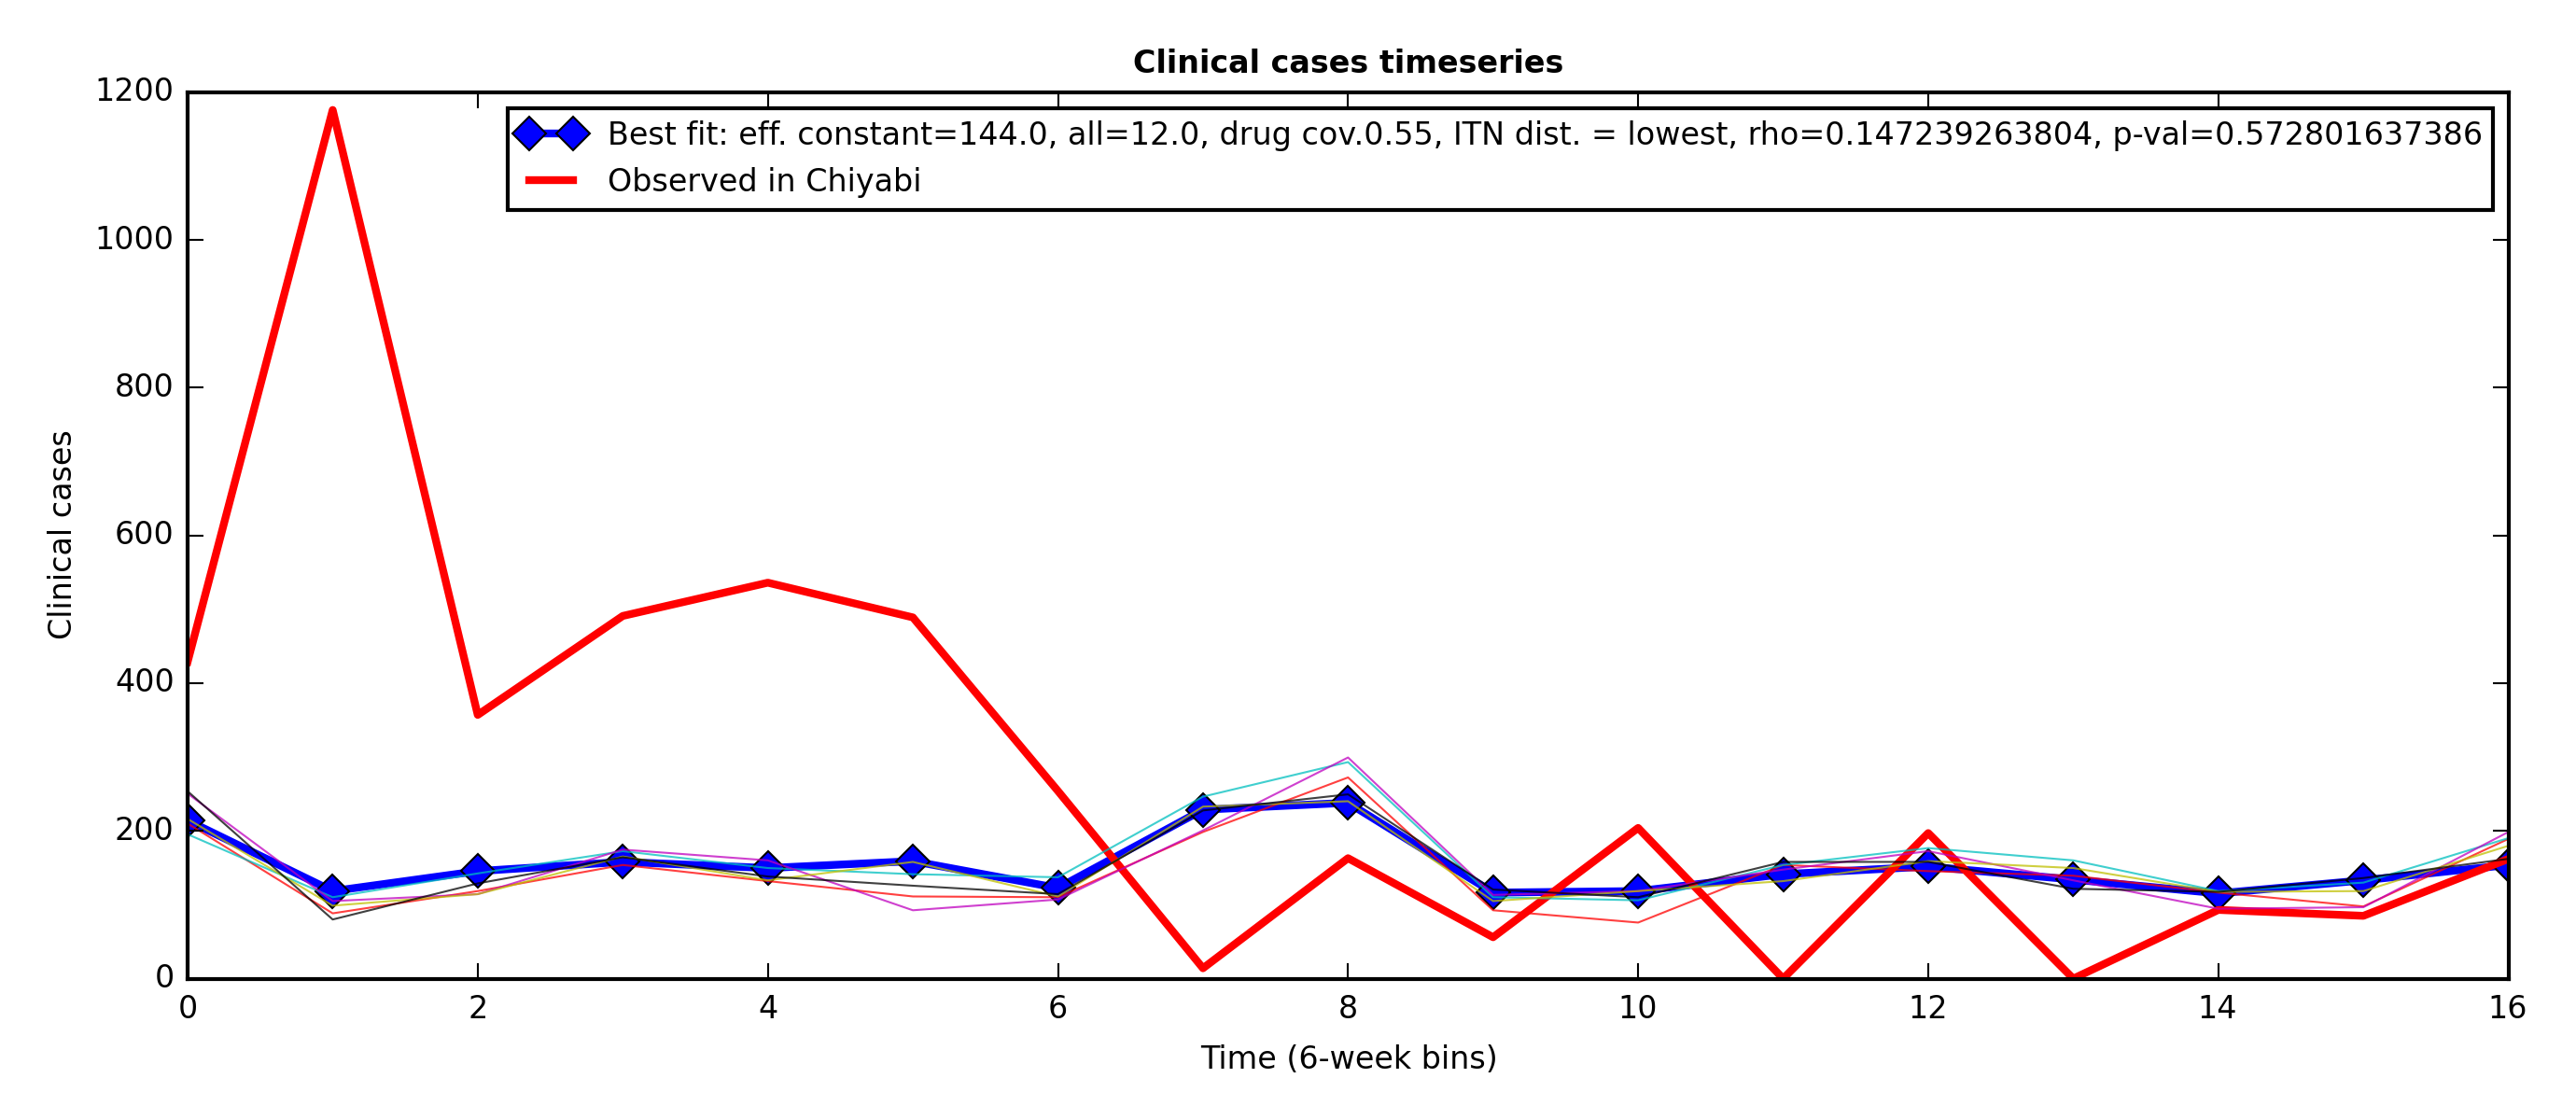 Clinical cases timeseries
1200
1000
800
600
400
200
0
Clinical cases
Best fit: eff. constant=144.0, all=12.0, drug cov.0.55, ITN dist. = lowest, rho=0.147239263804, p-val=0.572801637386
Observed in Chiyabi
0 2 4 6 8 10 12 14 16
Time (6-week bins)